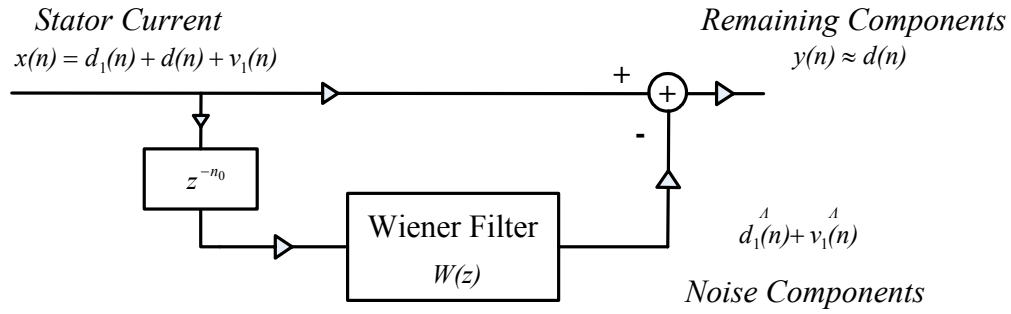 Stator Current
x(n) = d₁(n) + d(n) + v₁(n)
Remaining Components
y(n) ≈ d(n)
+
+
-
z⁻ⁿ⁰
Wiener Filter
W(z)
d̂₁(n) + v̂₁(n)
Noise Components